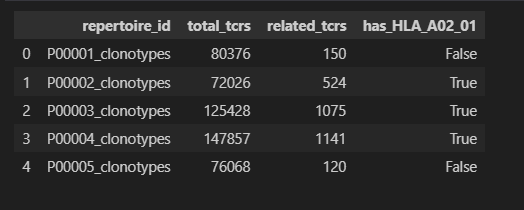 repertoire_id total_tcrs related_tcrs has_HLA_A02_01
0 P00001_clonotypes 80376 150 False
1 P00002_clonotypes 72026 524 True
2 P00003_clonotypes 125428 1075 True
3 P00004_clonotypes 147857 1141 True
4 P00005_clonotypes 76068 120 False